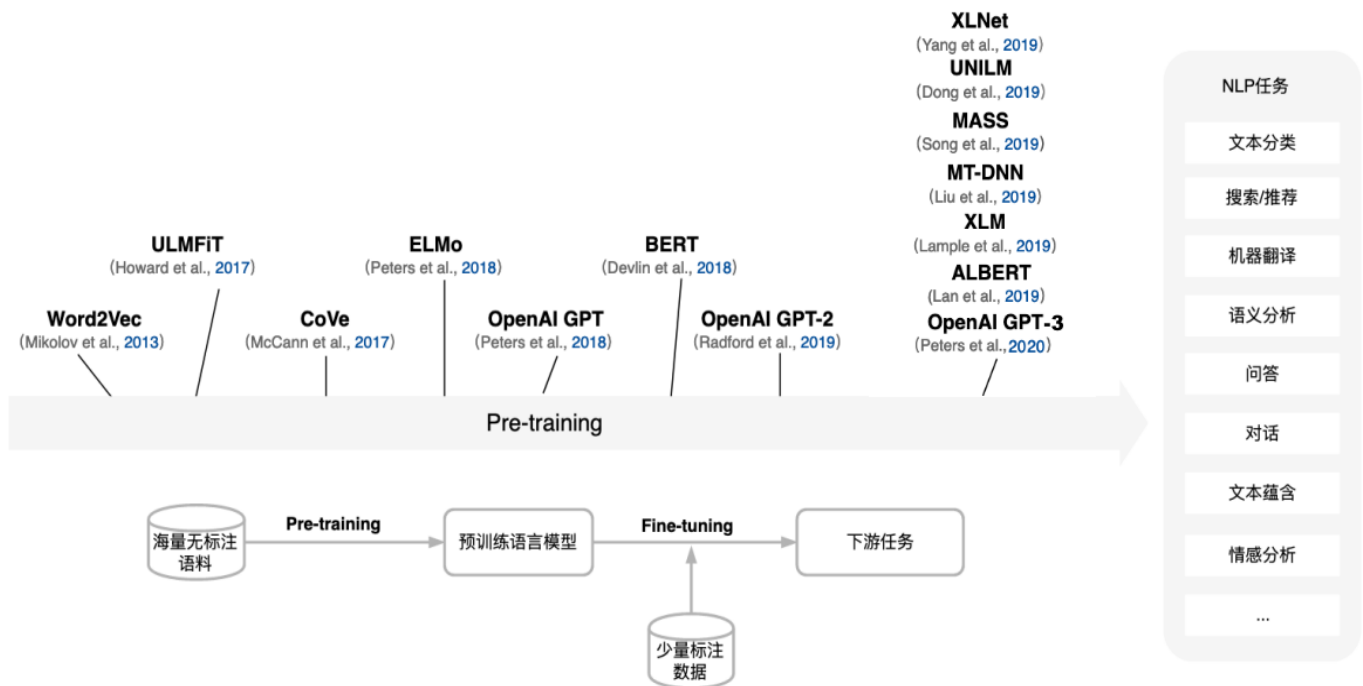 XLNet
(Yang et al., 2019)
UNILM
(Dong et al., 2019)
MASS
(Song et al., 2019)
MT-DNN
(Liu et al., 2019)
XLM
(Lample et al., 2019)
ALBERT
(Lan et al., 2019)
OpenAI GPT-3
(Peters et al.,2020)
ULMFiT
(Howard et al., 2017)
ELMo
(Peters et al., 2018)
BERT
(Devlin et al., 2018)
Word2Vec
(Mikolov et al., 2013)
CoVe
(McCann et al., 2017)
OpenAI GPT
(Peters et al., 2018)
OpenAI GPT-2
(Radford et al., 2019)
Pre-training
海量无标注
语料
Pre-training
预训练语言模型
Fine-tuning
下游任务
少量标注
数据
NLP任务
文本分类
搜索/推荐
机器翻译
语义分析
问答
对话
文本蕴含
情感分析
...